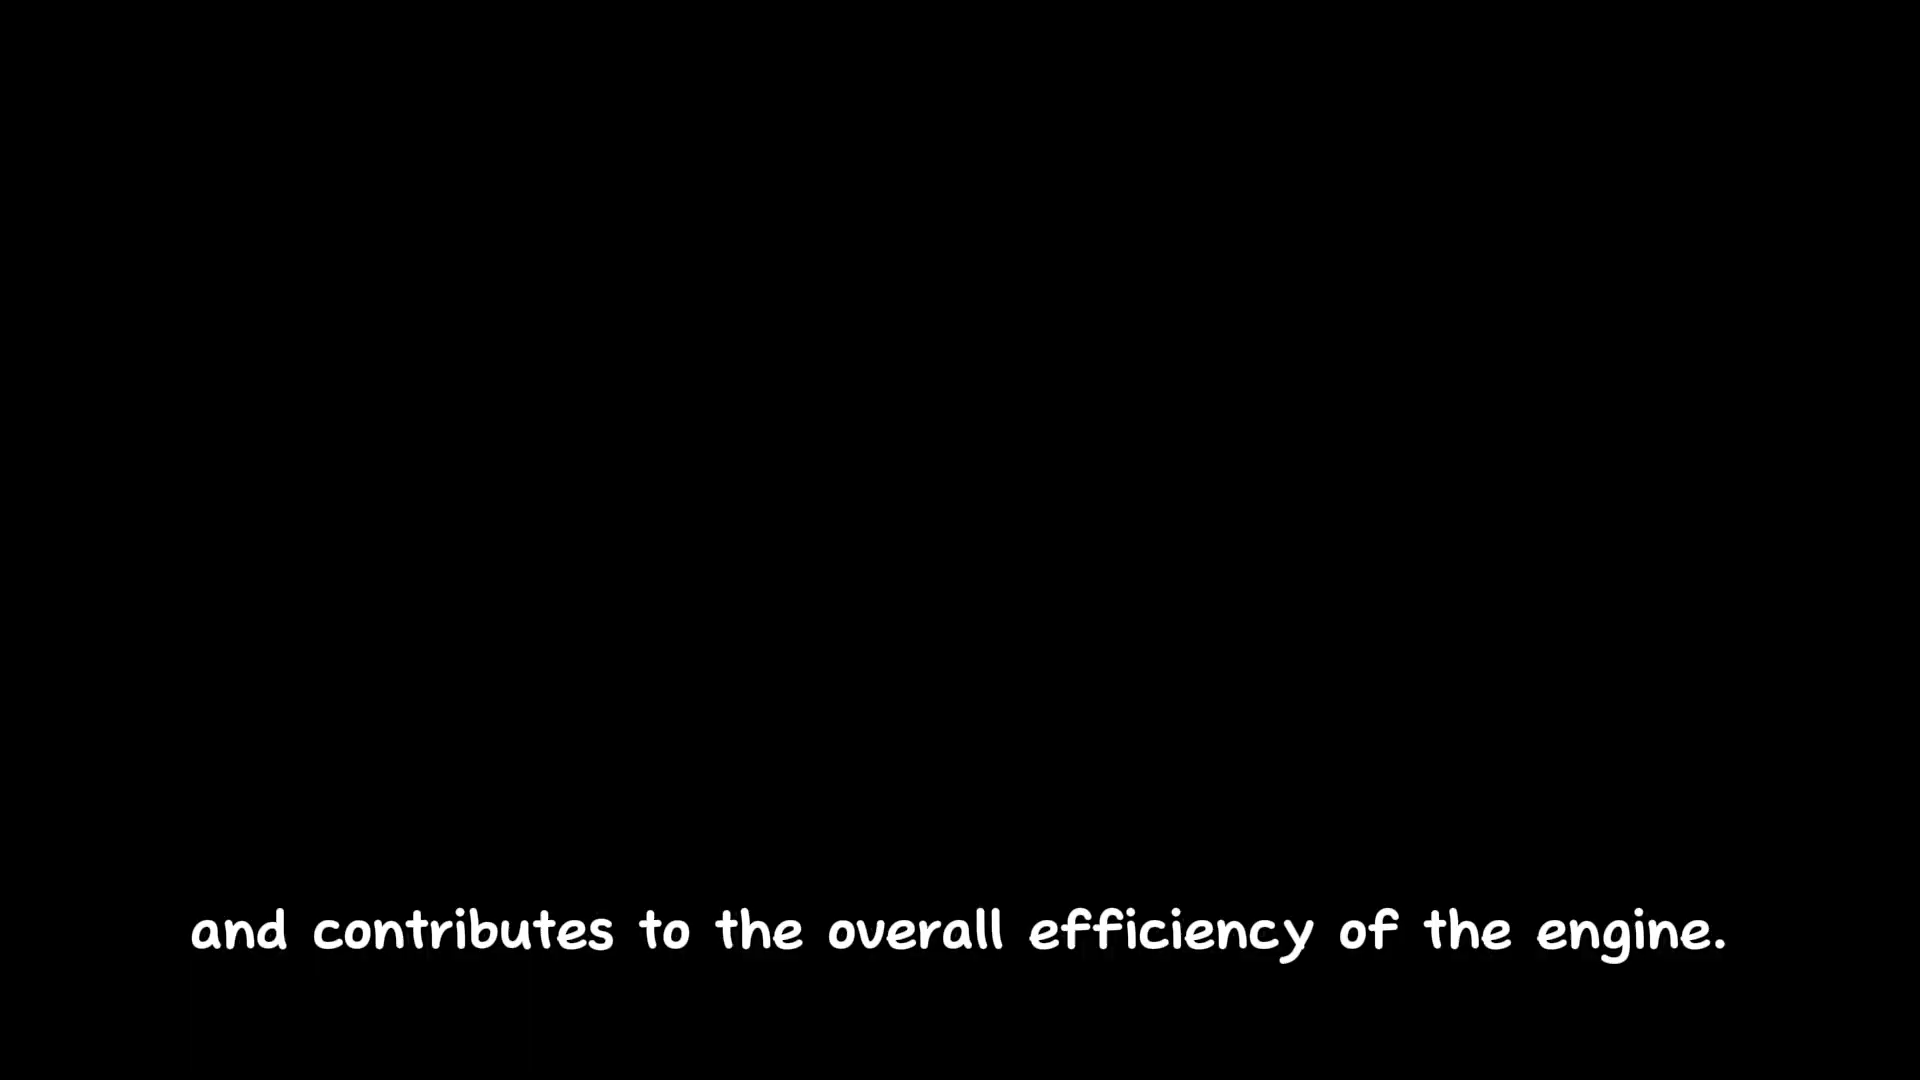 and contributes to the overall efficiency of the engine.